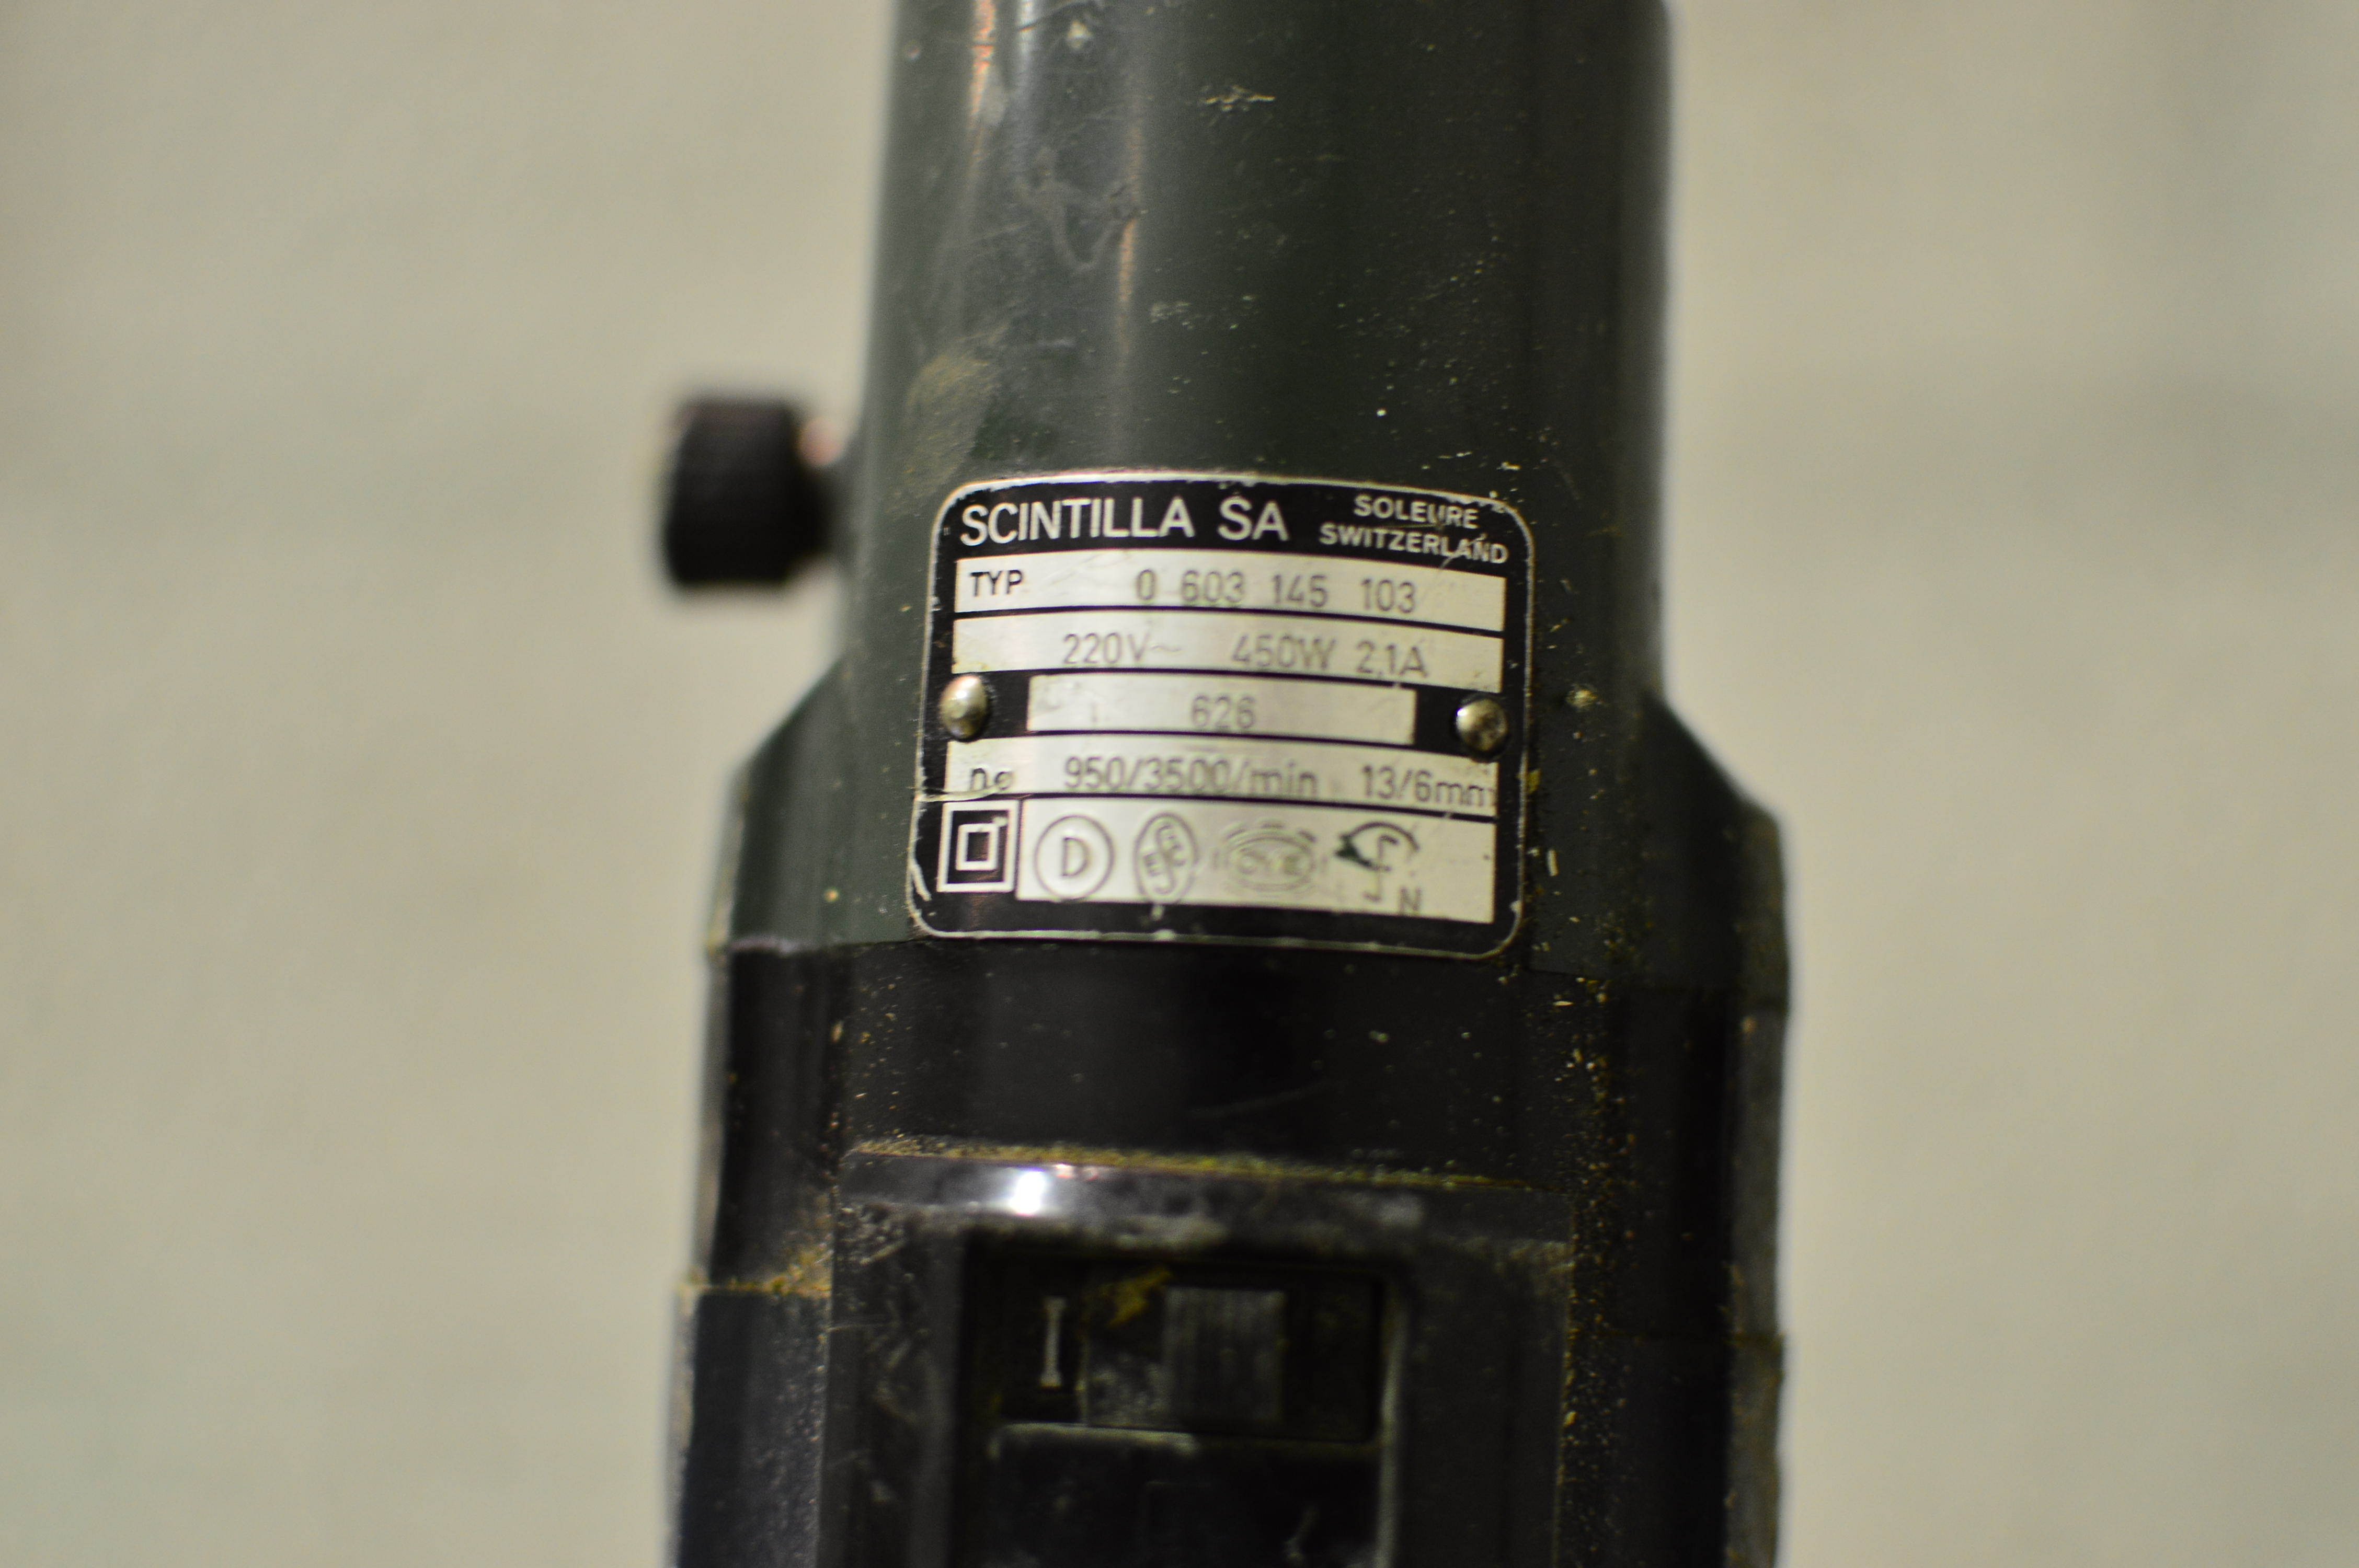 SCINTILLA SA SOLEURE SWITZERLAND
TYP 0 603 145 103
220V~ 450W 2,1A
626
no 950/3500/min 13/6mm
D
N
I